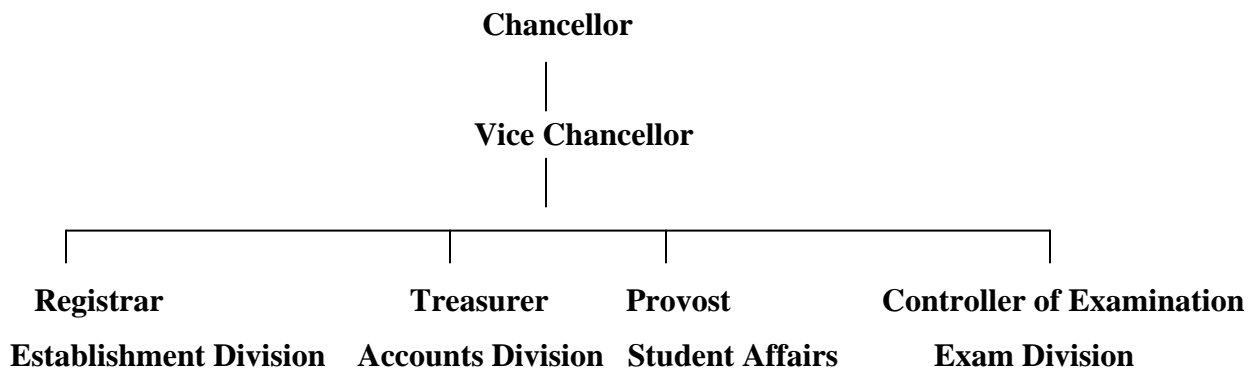 Chancellor
Vice Chancellor
Registrar Treasurer Provost Controller of Examination
Establishment Division Accounts Division Student Affairs Exam Division